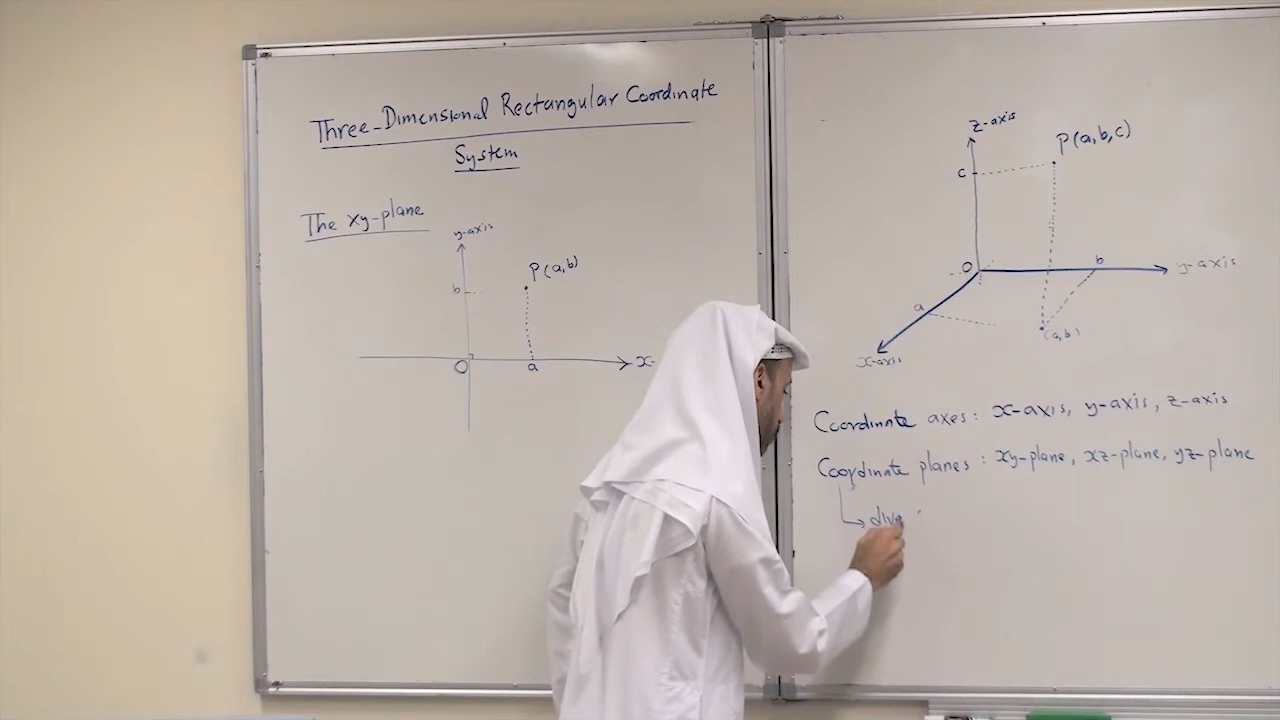 Three-Dimensional Rectangular Coordinate
System
The xy-plane
y-axis
P(a,b)
b
O
a
x-
z-axis
P(a,b,c)
c
O
b
y-axis
a
(a,b)
x-axis
Coordinate axes: x-axis, y-axis, z-axis
Coordinate planes: xy-plane, xz-plane, yz-plane